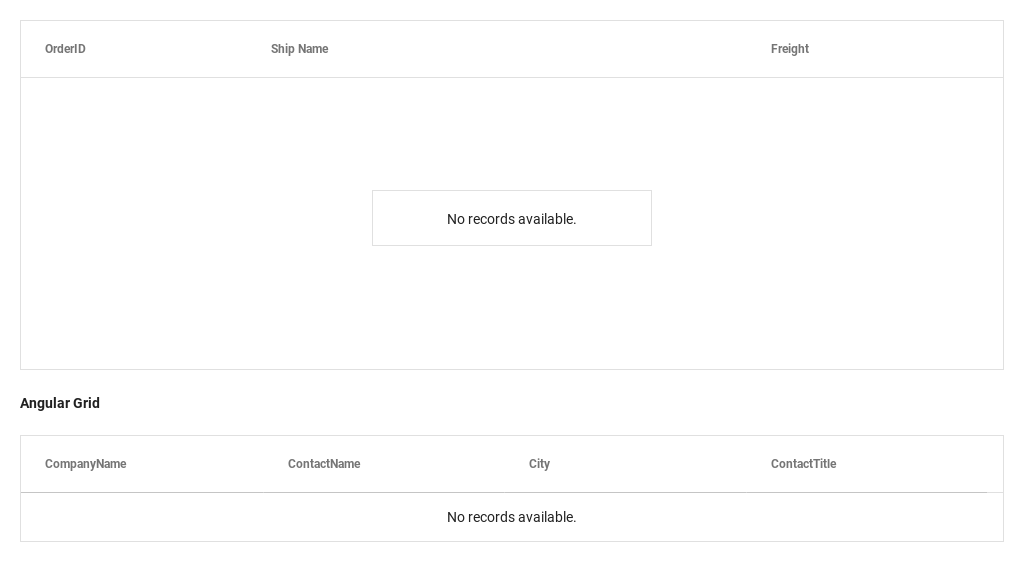 OrderID Ship Name Freight
No records available.
Angular Grid
CompanyName ContactName City ContactTitle
No records available.